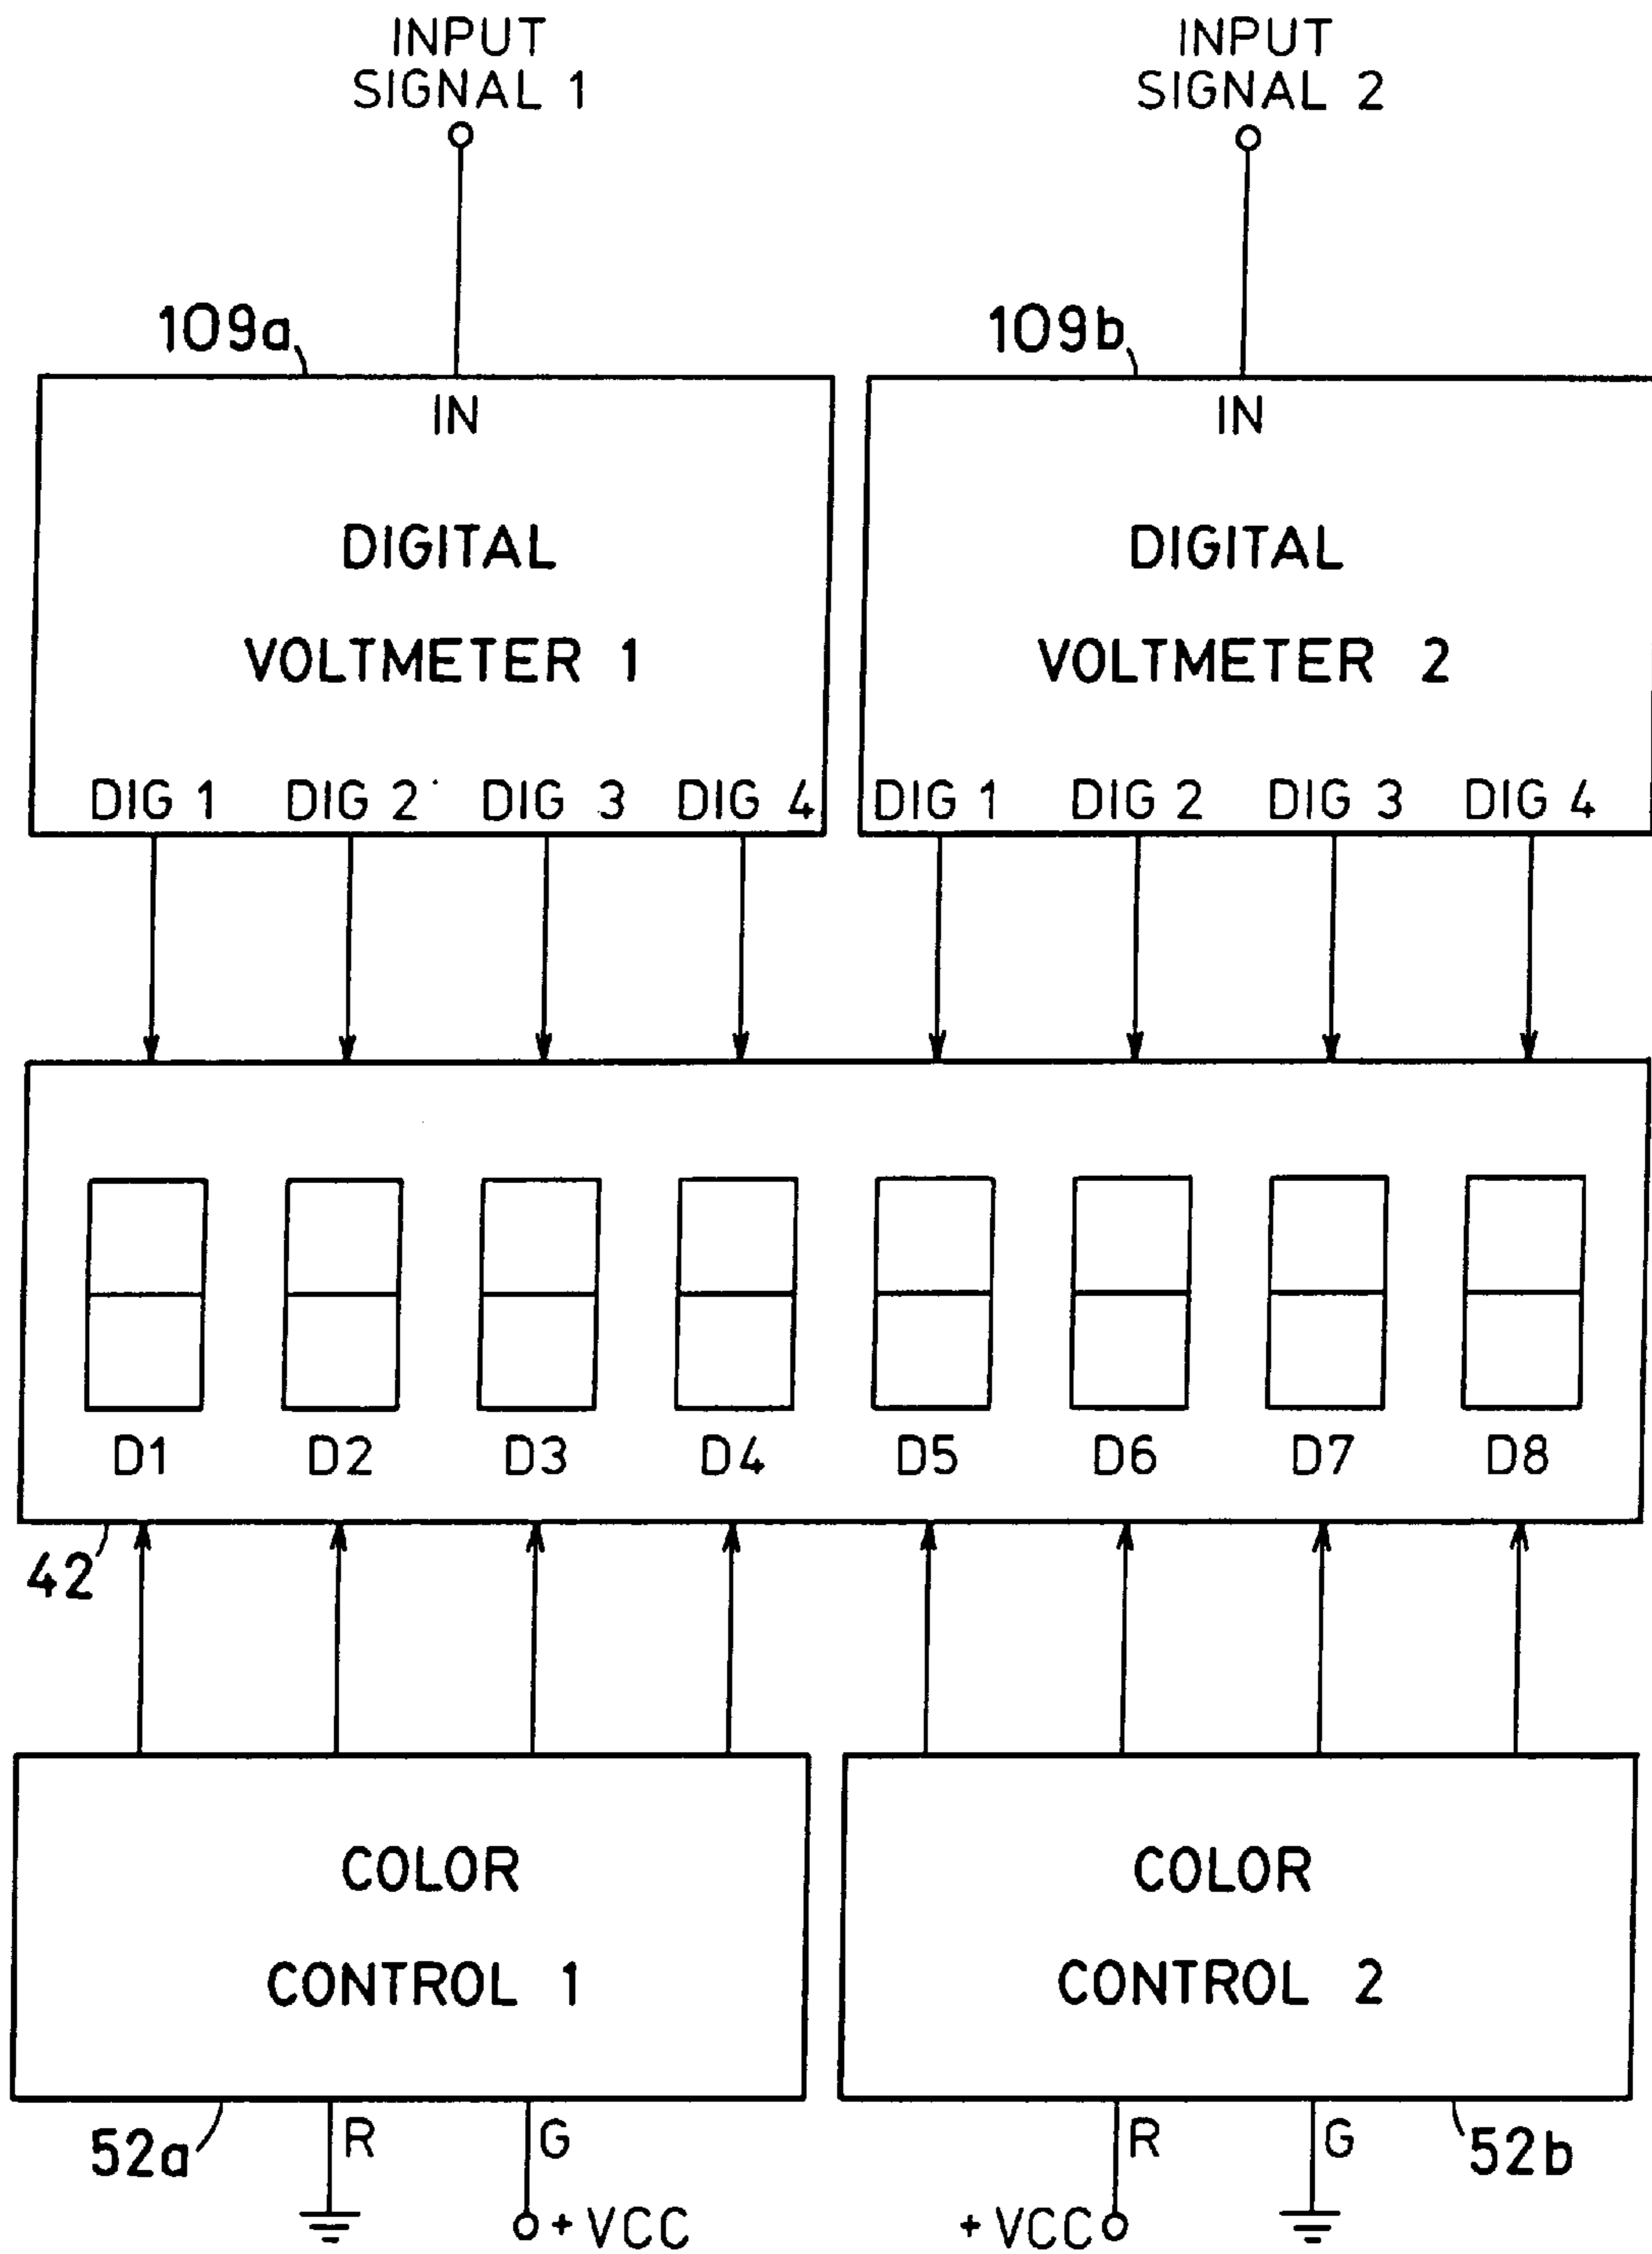 INPUT
SIGNAL 1
INPUT
SIGNAL 2
109a
109b
IN
IN
DIGITAL
VOLTMETER 1
DIGITAL
VOLTMETER 2
DIG 1 DIG 2 DIG 3 DIG 4
DIG 1 DIG 2 DIG 3 DIG 4
D1 D2 D3 D4 D5 D6 D7 D8
42
COLOR
CONTROL 1
COLOR
CONTROL 2
52a
R
G
+VCC
R
G
52b
+VCC